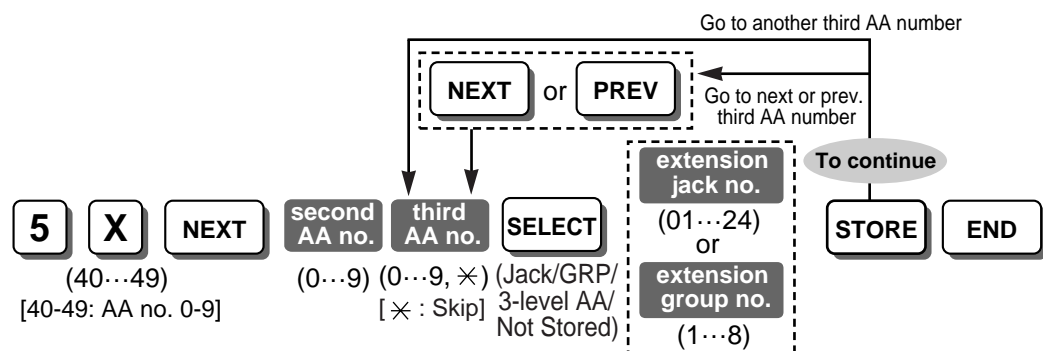 Go to another third AA number
NEXT or PREV
Go to next or prev.
third AA number
To continue
extension
jack no.
(01···24)
or
extension
group no.
(1···8)
5 X NEXT
second
AA no.
third
AA no.
SELECT
STORE END
(40···49)
[40-49: AA no. 0-9]
(0···9) (0···9, ✳)
[ ✳ : Skip]
(Jack/GRP/
3-level AA/
Not Stored)